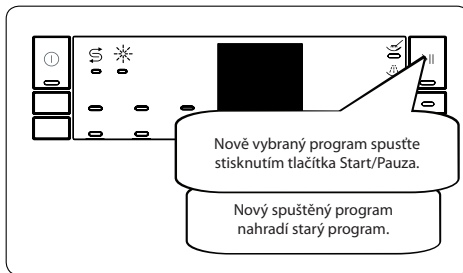 Nově vybraný program spusťte
stisknutím tlačítka Start/Pauza.
Nový spuštěný program
nahradí starý program.